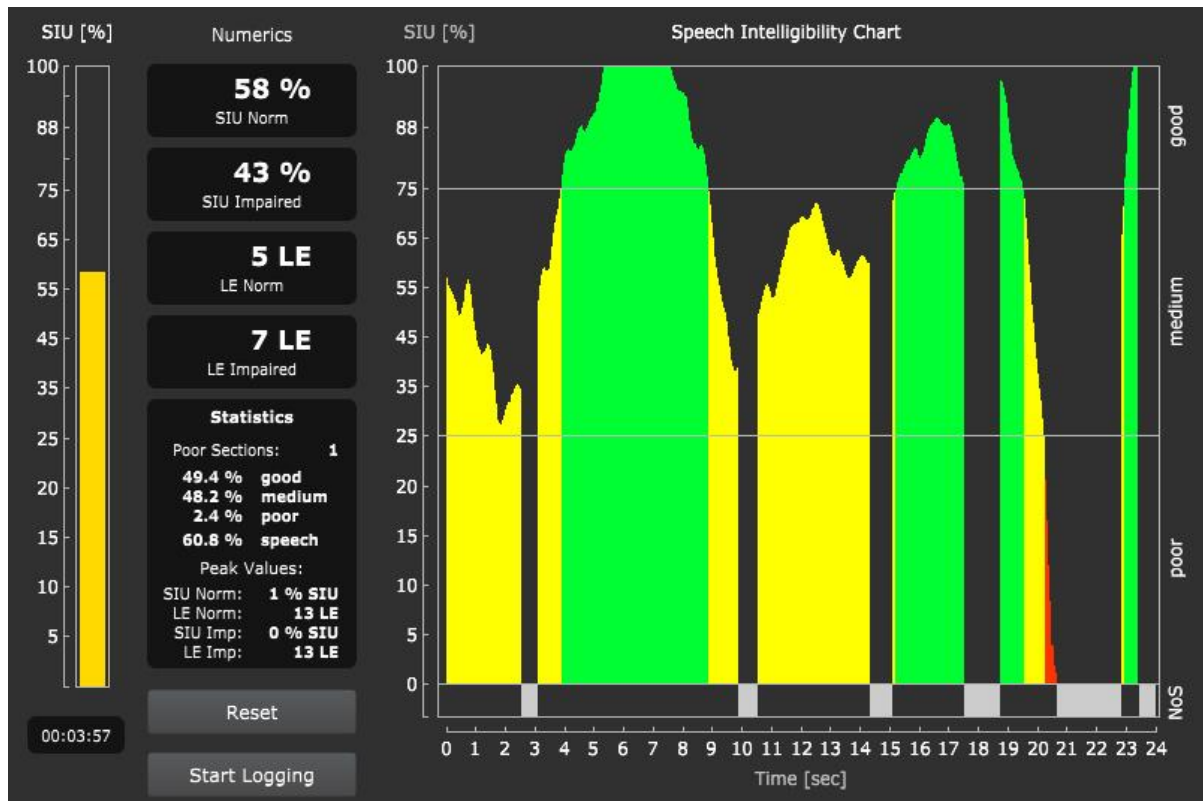 SIU [%]
100
88
75
65
55
45
35
25
20
15
10
5
00:03:57
Numerics
58 %
SIU Norm
43 %
SIU Impaired
5 LE
LE Norm
7 LE
LE Impaired
Statistics
Poor Sections: 1
49.4 % good
48.2 % medium
2.4 % poor
60.8 % speech
Peak Values:
SIU Norm: 1 % SIU
LE Norm: 13 LE
SIU Imp: 0 % SIU
LE Imp: 13 LE
Reset
Start Logging
SIU [%]
Speech Intelligibility Chart
100
88
75
65
55
45
35
25
20
15
10
5
0
good
medium
poor
NoS
0 1 2 3 4 5 6 7 8 9 10 11 12 13 14 15 16 17 18 19 20 21 22 23 24
Time [sec]